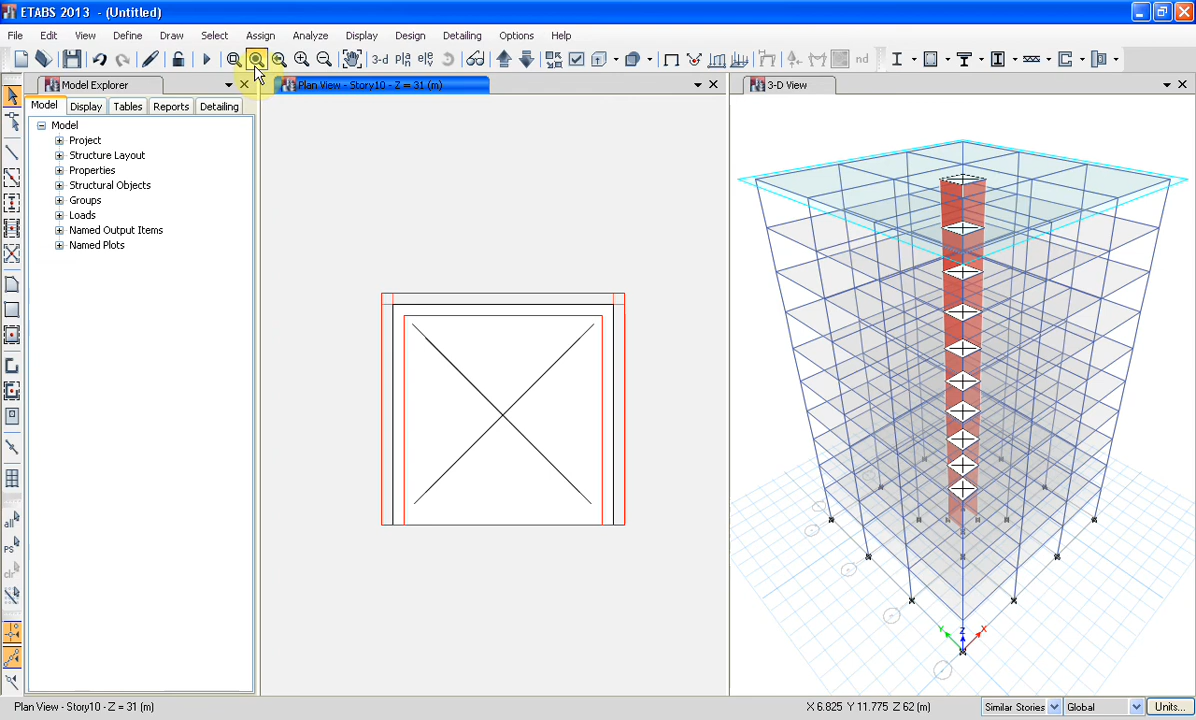 ETABS 2013 - (Untitled)
File Edit View Define Draw Select Assign Analyze Display Design Detailing Options Help
3-d plan ele nd
Model Explorer
Plan View - Story10 - Z = 31 (m)
3-D View
Model Display Tables Reports Detailing
Model
Project
Structure Layout
Properties
Structural Objects
Groups
Loads
Named Output Items
Named Plots
all
PS
clr
Y Z X
Plan View - Story10 - Z = 31 (m)
X 6.825 Y 11.775 Z 62 (m)
Similar Stories
Global
Units...